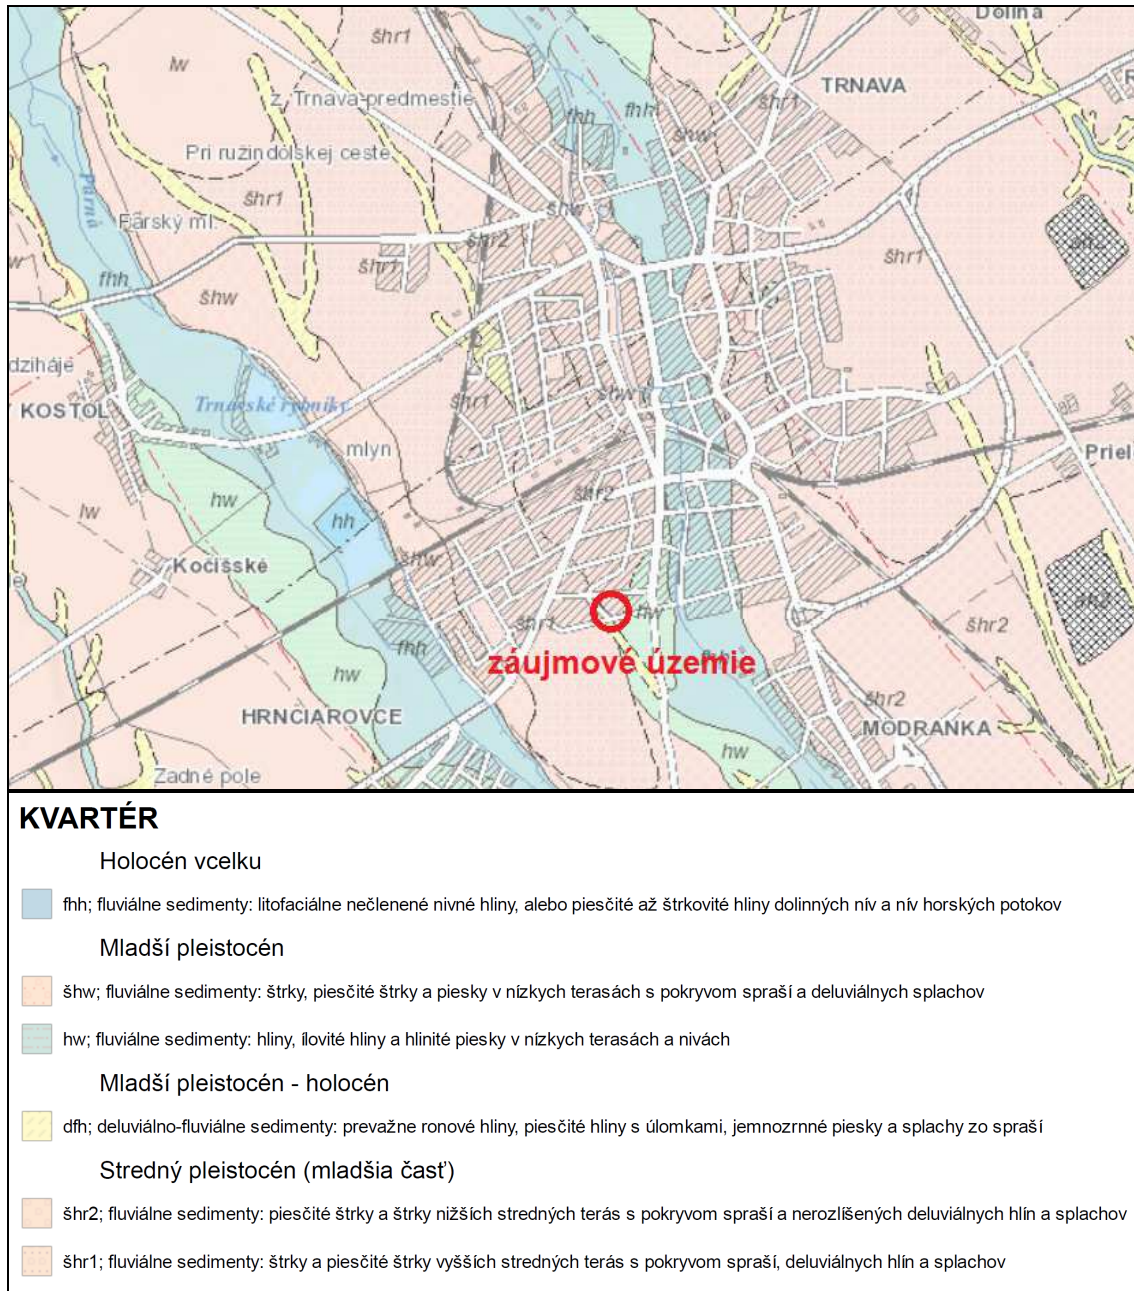 Dolina
šhr1
lw
TRNAVA
z. Trnava-predmestie
šhr1
fhh
fhh
šhw
Pri ružindolskej ceste
šhr1
šhw
Parná
Farský ml.
šhr2
šhr1
šhr1
fhh
šhw
dziháje
KOSTOL
Trnavské rybníky
šhr1
šhw
mlyn
Priel
hw
šhr2
lw
hh
Kočišské
šhw
hw
šhr1
šhr2
fhh
záujmové územie
hw
šhr2
HRNČIAROVCE
MODRANKA
hw
Zadné pole
KVARTÉR
Holocén vcelku
fhh; fluviálne sedimenty: litofaciálne nečlenené nivné hliny, alebo piesčité až štrkovité hliny dolinných nív a nív horských potokov
Mladší pleistocén
šhw; fluviálne sedimenty: štrky, piesčité štrky a piesky v nízkych terasách s pokryvom spraší a deluviálnych splachov
hw; fluviálne sedimenty: hliny, ílovité hliny a hlinité piesky v nízkych terasách a nivách
Mladší pleistocén - holocén
dfh; deluviálno-fluviálne sedimenty: prevažne ronové hliny, piesčité hliny s úlomkami, jemnozrnné piesky a splachy zo spraší
Stredný pleistocén (mladšia časť)
šhr2; fluviálne sedimenty: piesčité štrky a štrky nižších stredných terás s pokryvom spraší a nerozlíšených deluviálnych hlín a splachov
šhr1; fluviálne sedimenty: štrky a piesčité štrky vyšších stredných terás s pokryvom spraší, deluviálnych hlín a splachov